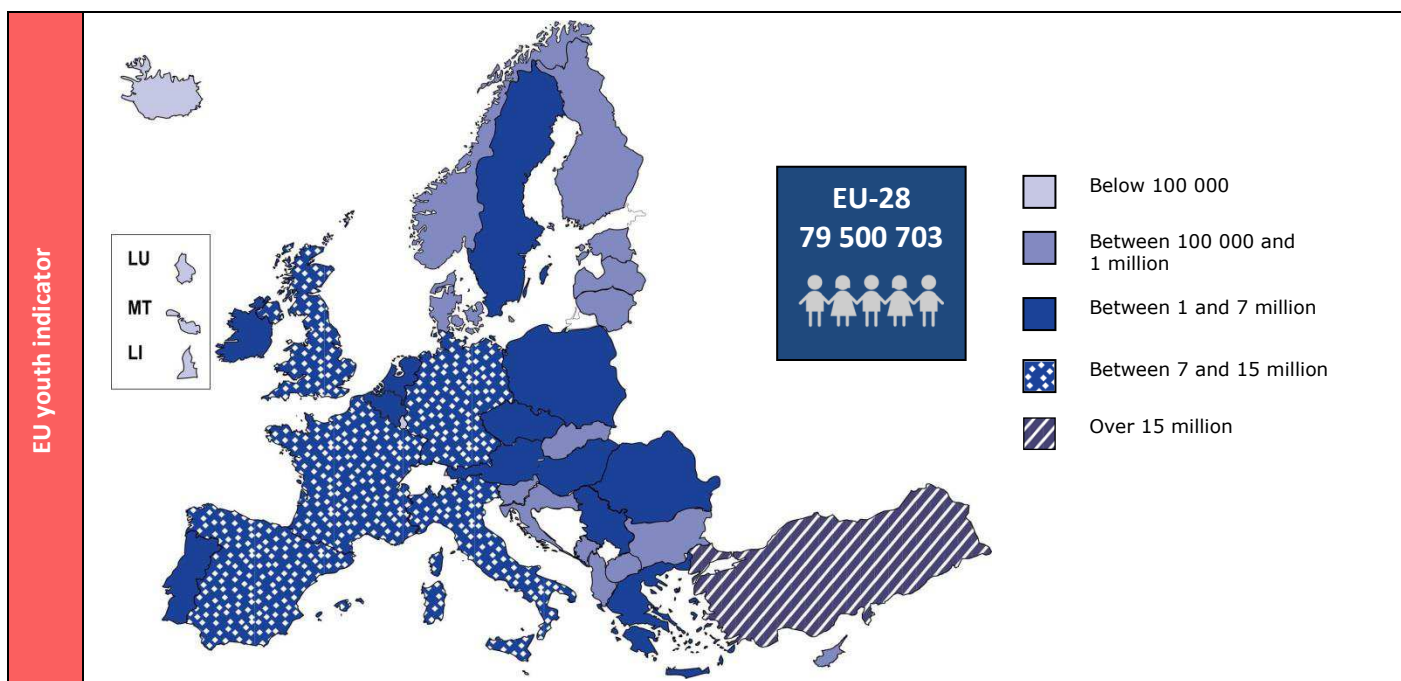 EU youth indicator
LU
MT
LI
EU-28
79 500 703
Below 100 000
Between 100 000 and
1 million
Between 1 and 7 million
Between 7 and 15 million
Over 15 million